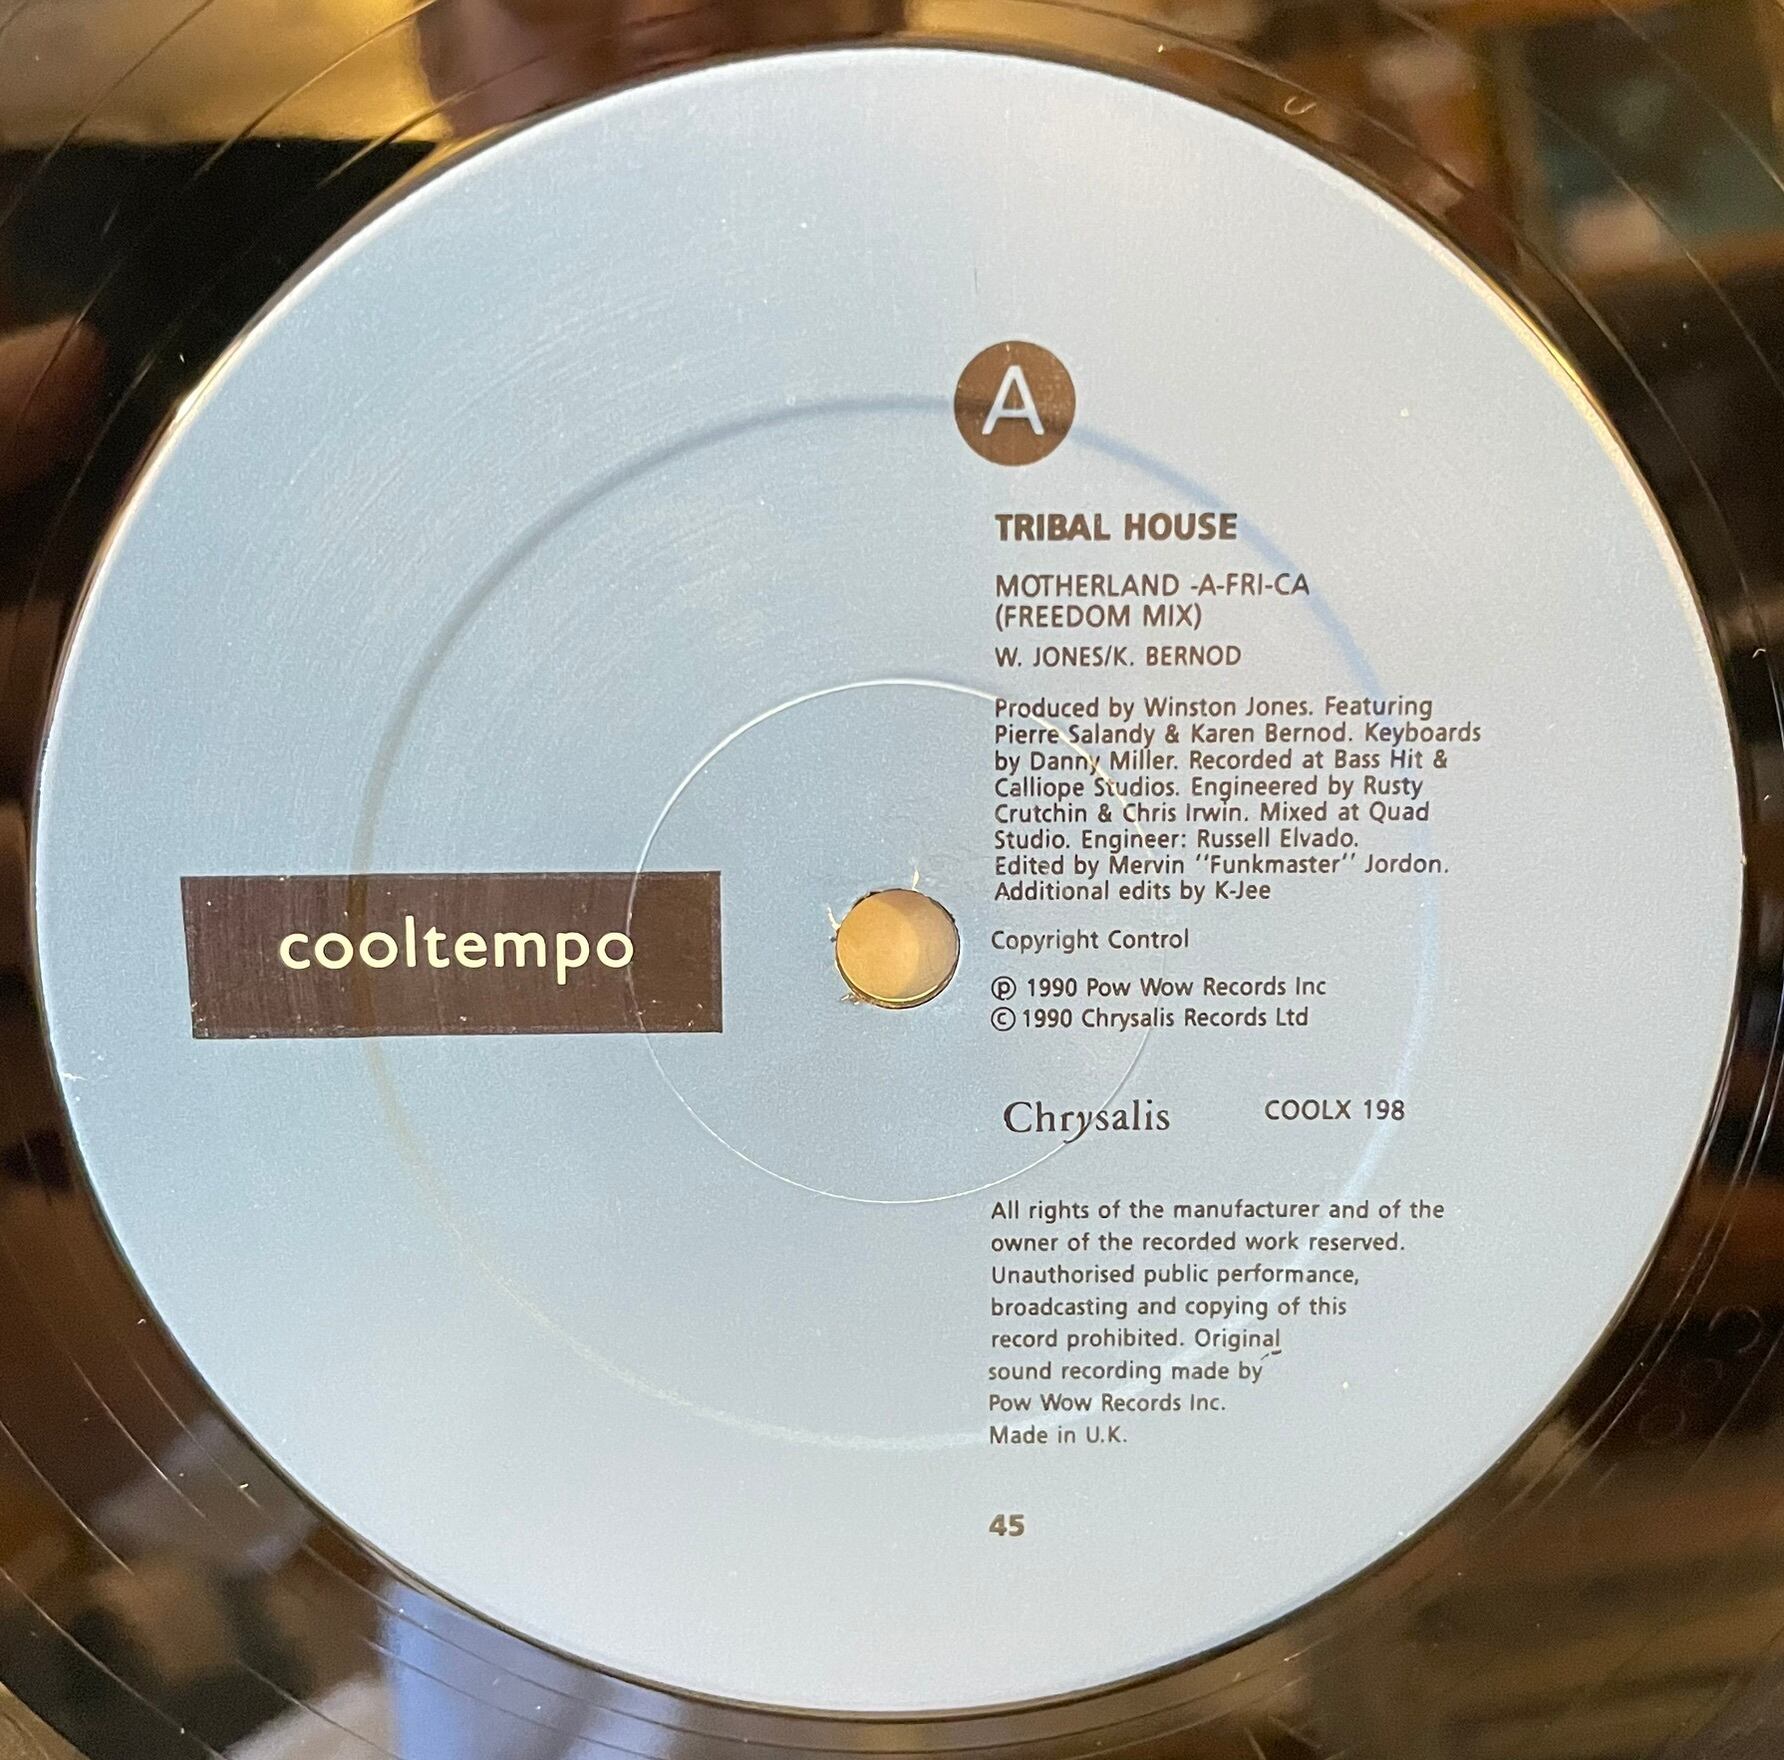 A
TRIBAL HOUSE
MOTHERLAND -A-FRI-CA
(FREEDOM MIX)
W. JONES/K. BERNOD
Produced by Winston Jones. Featuring
Pierre Salandy & Karen Bernod. Keyboards
by Danny Miller. Recorded at Bass Hit &
Calliope Studios. Engineered by Rusty
Crutchin & Chris Irwin. Mixed at Quad
Studio. Engineer: Russell Elvado.
Edited by Mervin ‘‘Funkmaster’’ Jordon.
Additional edits by K-Jee
cooltempo
Copyright Control
℗ 1990 Pow Wow Records Inc
© 1990 Chrysalis Records Ltd
Chrysalis COOLX 198
All rights of the manufacturer and of the
owner of the recorded work reserved.
Unauthorised public performance,
broadcasting and copying of this
record prohibited. Original
sound recording made by
Pow Wow Records Inc.
Made in U.K.
45